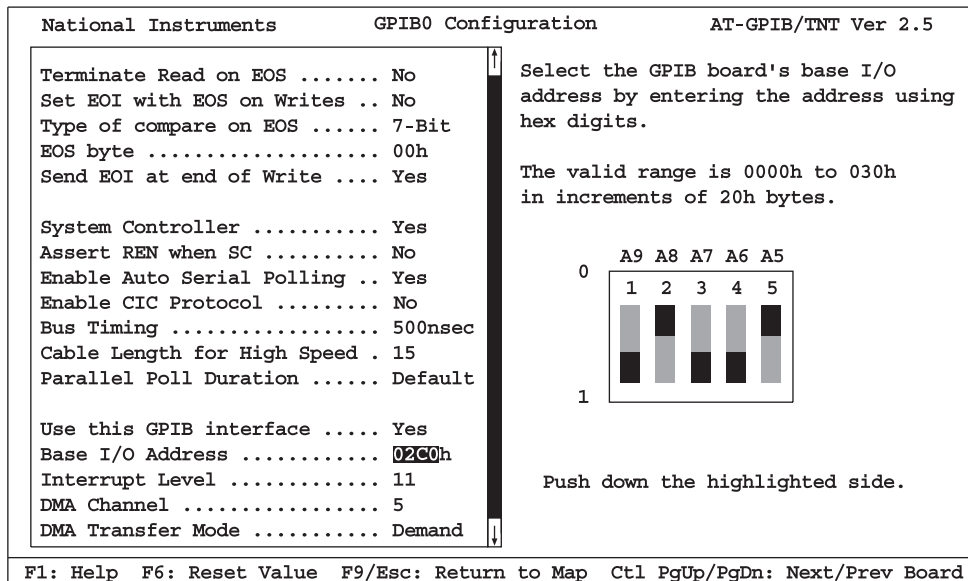 National Instruments GPIB0 Configuration AT-GPIB/TNT Ver 2.5
Terminate Read on EOS ....... No
Set EOI with EOS on Writes .. No
Type of compare on EOS ...... 7-Bit
EOS byte .................... 00h
Send EOI at end of Write .... Yes
System Controller ........... Yes
Assert REN when SC .......... No
Enable Auto Serial Polling .. Yes
Enable CIC Protocol ......... No
Bus Timing .................. 500nsec
Cable Length for High Speed . 15
Parallel Poll Duration ...... Default
Use this GPIB interface ..... Yes
Base I/O Address ............ 02C0h
Interrupt Level ............. 11
DMA Channel ................. 5
DMA Transfer Mode ........... Demand
Select the GPIB board's base I/O
address by entering the address using
hex digits.
The valid range is 0000h to 030h
in increments of 20h bytes.
A9 A8 A7 A6 A5
0
1 2 3 4 5
1
Push down the highlighted side.
F1: Help F6: Reset Value F9/Esc: Return to Map Ctl PgUp/PgDn: Next/Prev Board